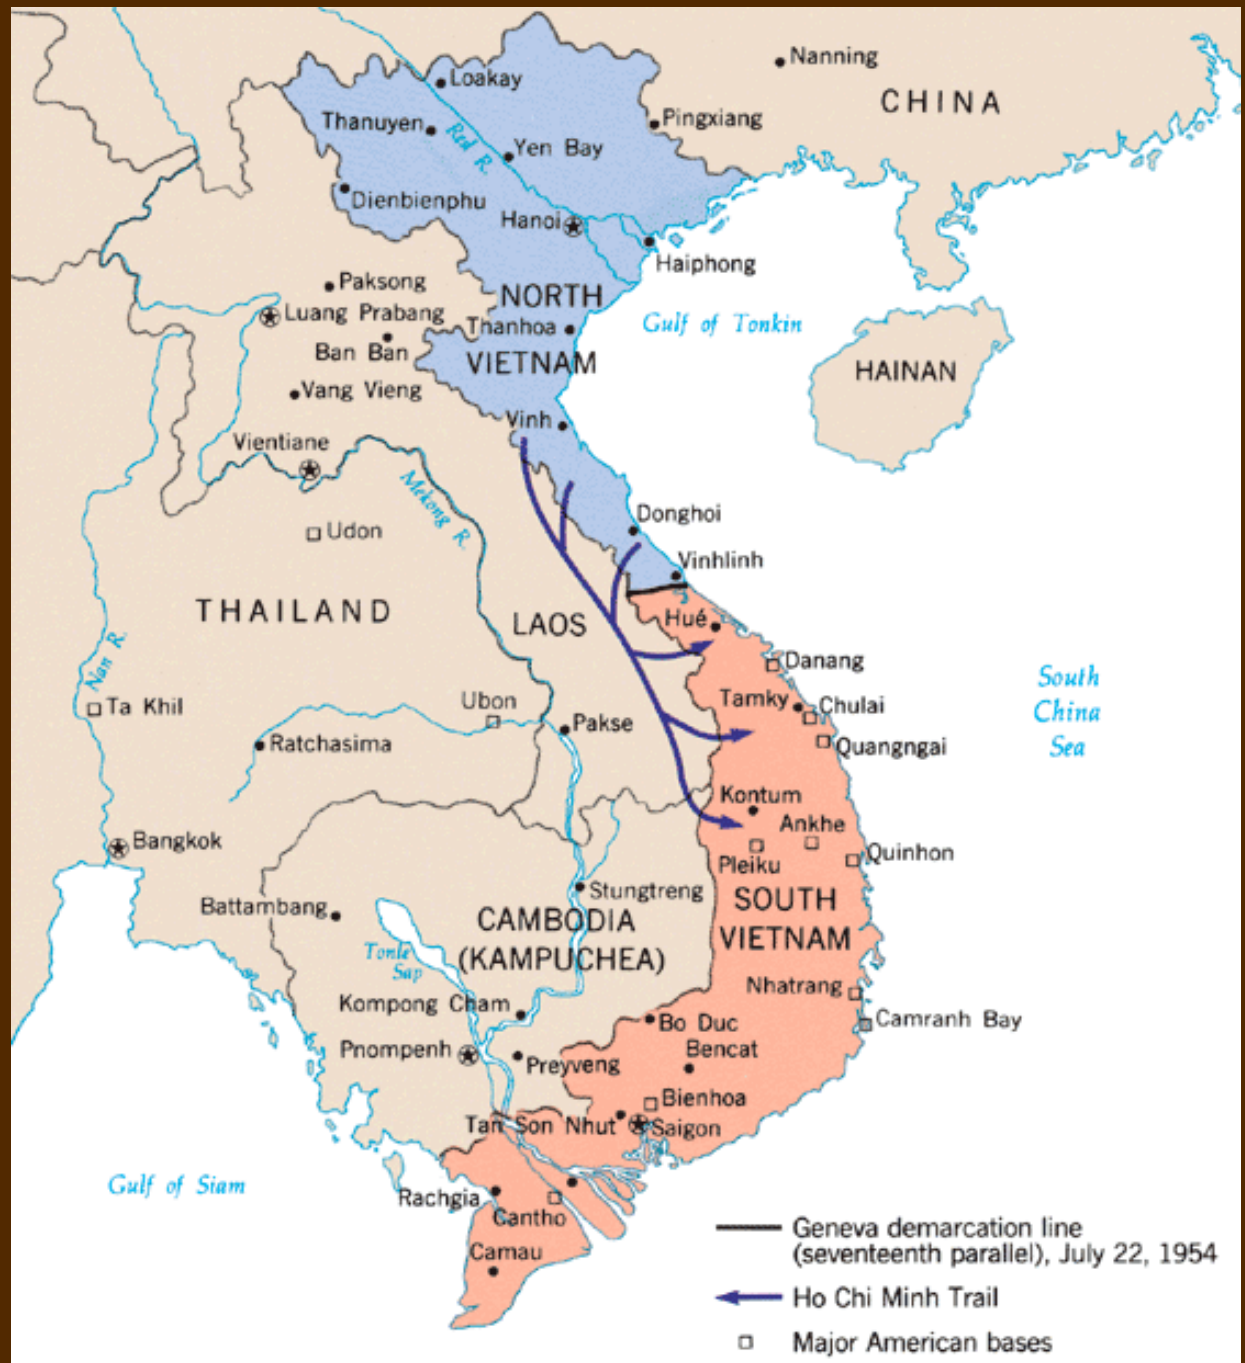 Nanning
Loakay
CHINA
Thanuyen
Red R.
Pingxiang
Yen Bay
Dienbienphu
Hanoi
Haiphong
Paksong
NORTH
Luang Prabang
Thanhoa
Gulf of Tonkin
Ban Ban
VIETNAM
HAINAN
Vang Vieng
Vinh
Vientiane
Mekong R.
Donghoi
Udon
Vinhlinh
THAILAND
LAOS
Hué
Nan R.
Danang
South
China
Sea
Ta Khil
Ubon
Tamky
Chulai
Pakse
Ratchasima
Quangngai
Kontum
Ankhe
Bangkok
Quinhon
Pleiku
Stungtreng
SOUTH
VIETNAM
Battambang
CAMBODIA
(KAMPUCHEA)
Tonle
Sap
Nhatrang
Kompong Cham
Camranh Bay
Bo Duc
Pnompenh
Bencat
Preyveng
Bienhoa
Tan Son Nhut
Saigon
Gulf of Siam
Rachgia
Cantho
Camau
Geneva demarcation line
(seventeenth parallel), July 22, 1954
Ho Chi Minh Trail
Major American bases